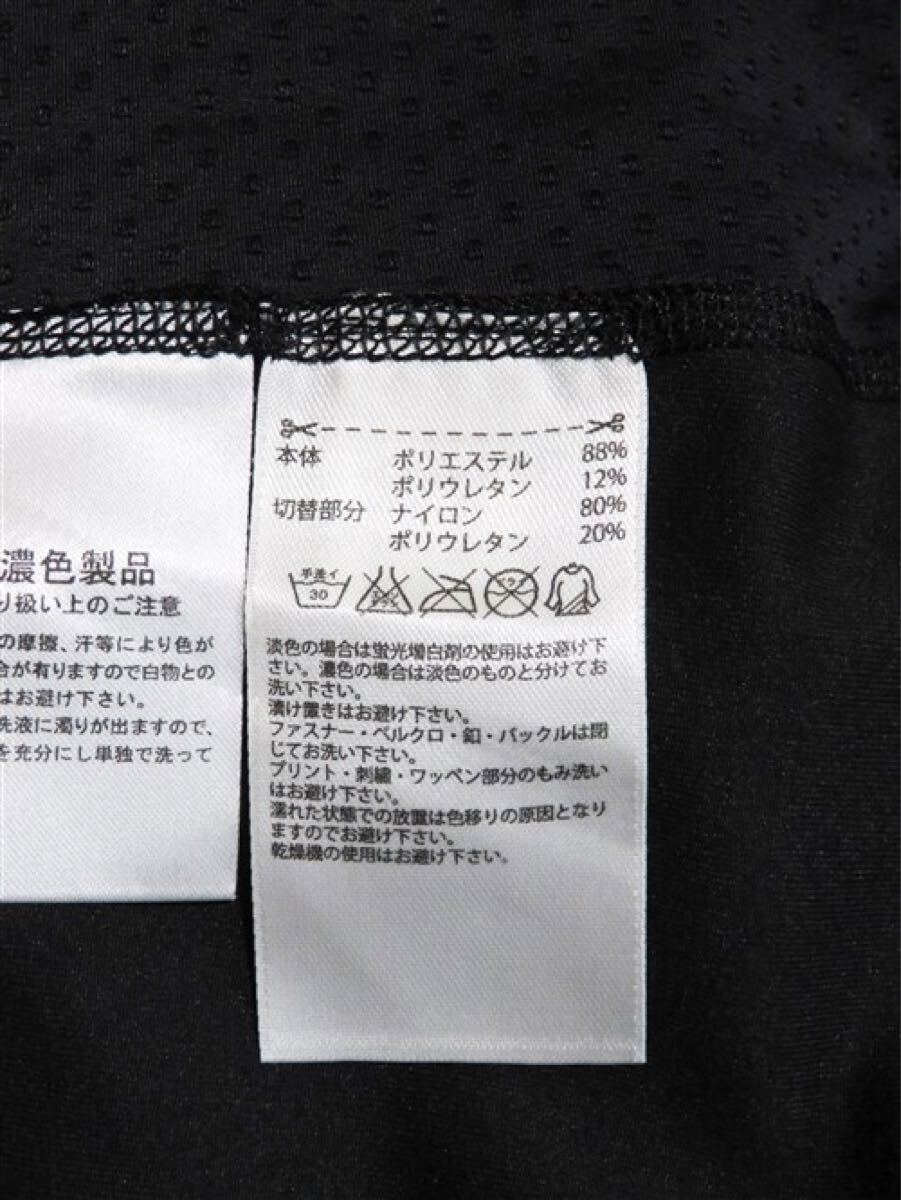 濃色製品
り扱い上のご注意
の摩擦、汗等により色が
合が有りますので白物との
はお避け下さい。
洗液に濁りが出ますので、
を充分にし単独で洗って
本体 ポリエステル 88%
ポリウレタン 12%
切替部分 ナイロン 80%
ポリウレタン 20%
手洗イ
30
エンソ
サラシ
ドライ
淡色の場合は蛍光増白剤の使用はお避け下
さい。濃色の場合は淡色のものと分けてお
洗い下さい。
漬け置きはお避け下さい。
ファスナー・ベルクロ・釦・バックルは閉
じてお洗い下さい。
プリント・刺繍・ワッペン部分のもみ洗い
はお避け下さい。
濡れた状態での放置は色移りの原因となり
ますのでお避け下さい。
乾燥機の使用はお避け下さい。